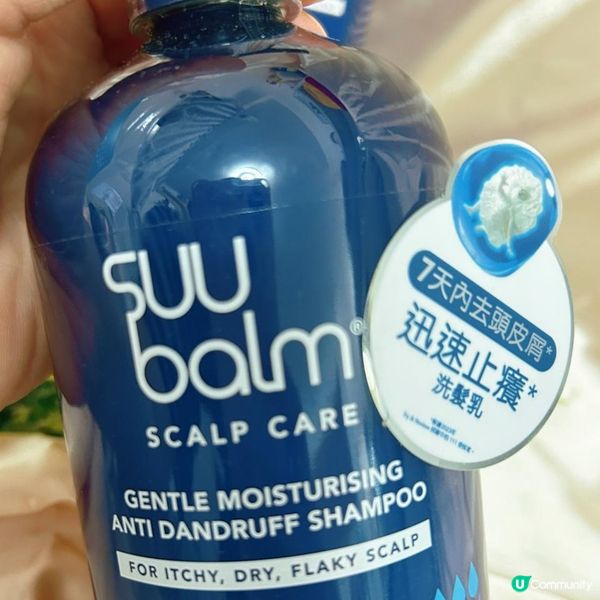 SUU
balm®
SCALP CARE
GENTLE MOISTURISING
ANTI DANDRUFF SHAMPOO
FOR ITCHY, DRY, FLAKY SCALP
7天內去頭皮屑*
迅速止癢*
洗髮乳
U Community